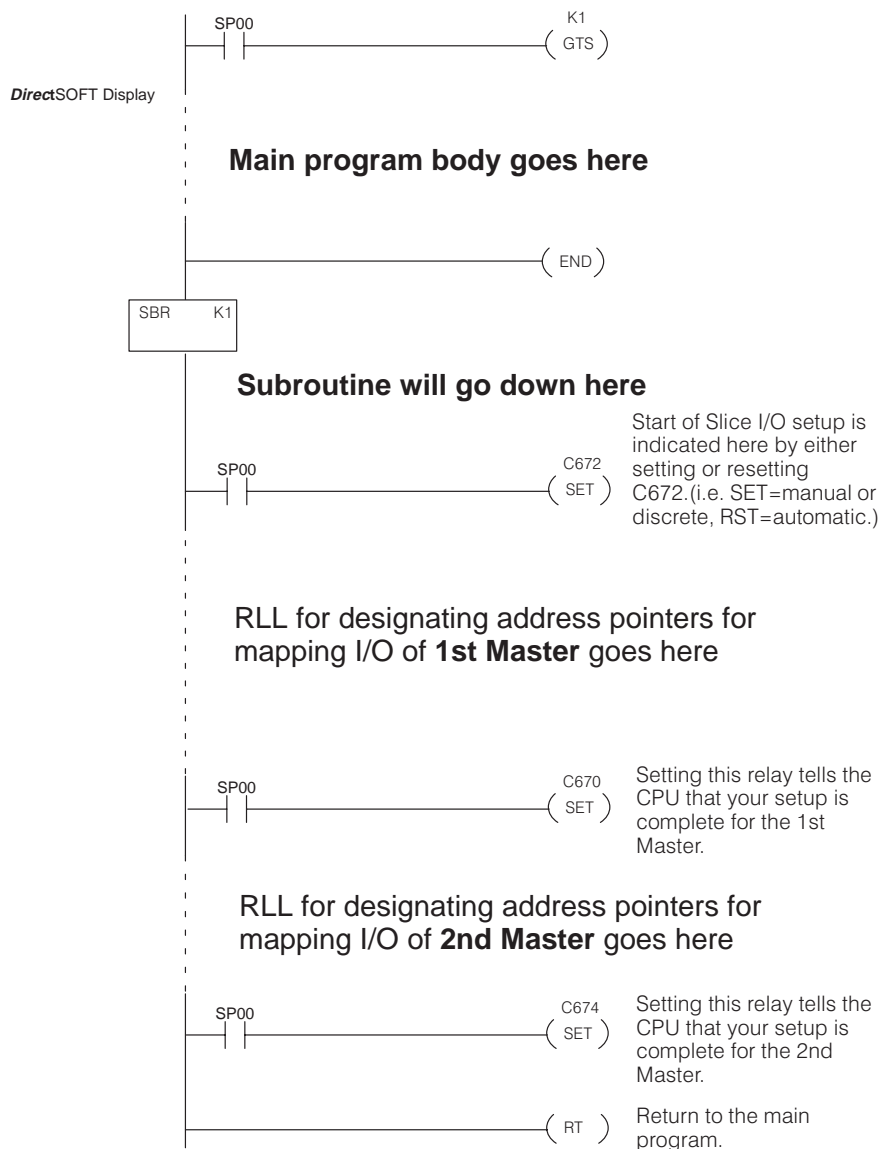 SP00
K1
GTS
DirectSOFT Display
Main program body goes here
END
SBR K1
Subroutine will go down here
Start of Slice I/O setup is
indicated here by either
setting or resetting
C672.(i.e. SET=manual or
discrete, RST=automatic.)
SP00
C672
SET
RLL for designating address pointers for
mapping I/O of 1st Master goes here
SP00
C670
SET
Setting this relay tells the
CPU that your setup is
complete for the 1st
Master.
RLL for designating address pointers for
mapping I/O of 2nd Master goes here
SP00
C674
SET
Setting this relay tells the
CPU that your setup is
complete for the 2nd
Master.
RT
Return to the main
program.